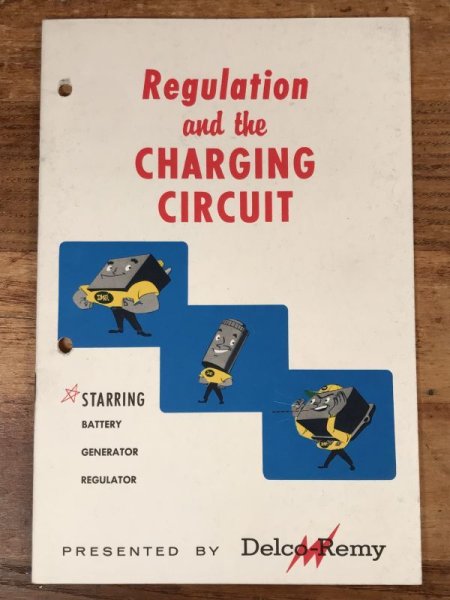 Regulation
and the
CHARGING
CIRCUIT
STARRING
BATTERY
GENERATOR
REGULATOR
PRESENTED BY Delco-Remy